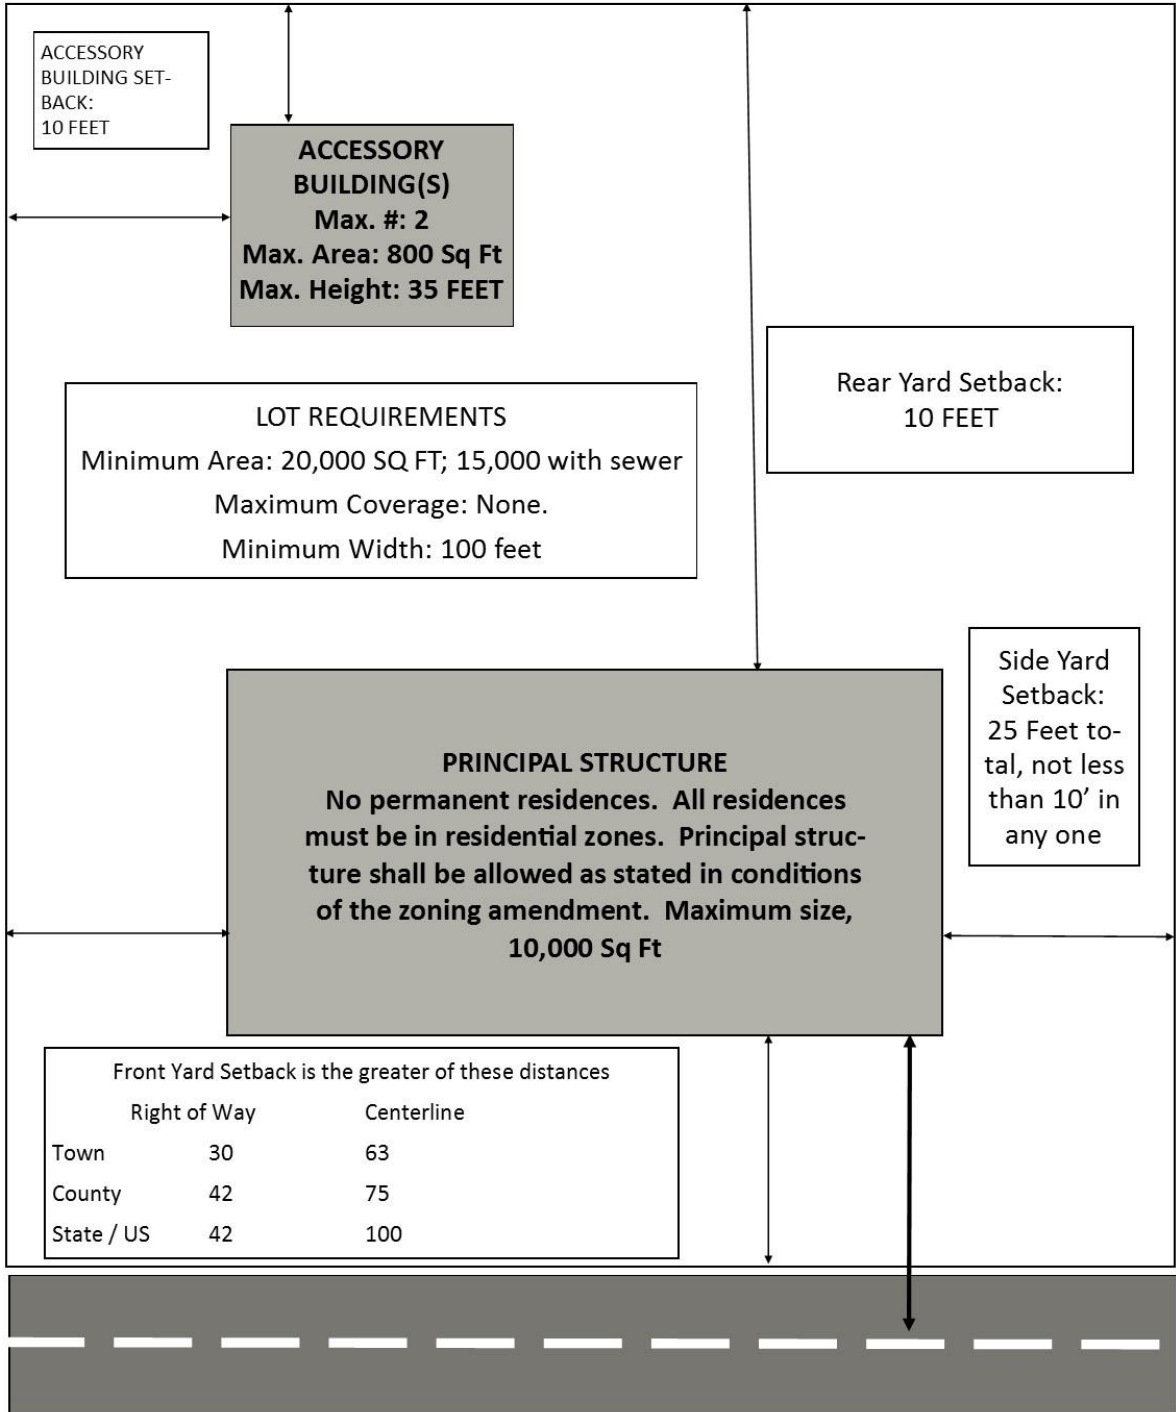 ACCESSORY
BUILDING SET-
BACK:
10 FEET
ACCESSORY
BUILDING(S)
Max. #: 2
Max. Area: 800 Sq Ft
Max. Height: 35 FEET
Rear Yard Setback:
10 FEET
LOT REQUIREMENTS
Minimum Area: 20,000 SQ FT; 15,000 with sewer
Maximum Coverage: None.
Minimum Width: 100 feet
Side Yard
Setback:
25 Feet to-
tal, not less
than 10’ in
any one
PRINCIPAL STRUCTURE
No permanent residences.  All residences
must be in residential zones.  Principal struc-
ture shall be allowed as stated in conditions
of the zoning amendment.  Maximum size,
10,000 Sq Ft
Front Yard Setback is the greater of these distances
Right of Way Centerline
Town 30 63
County 42 75
State / US 42 100